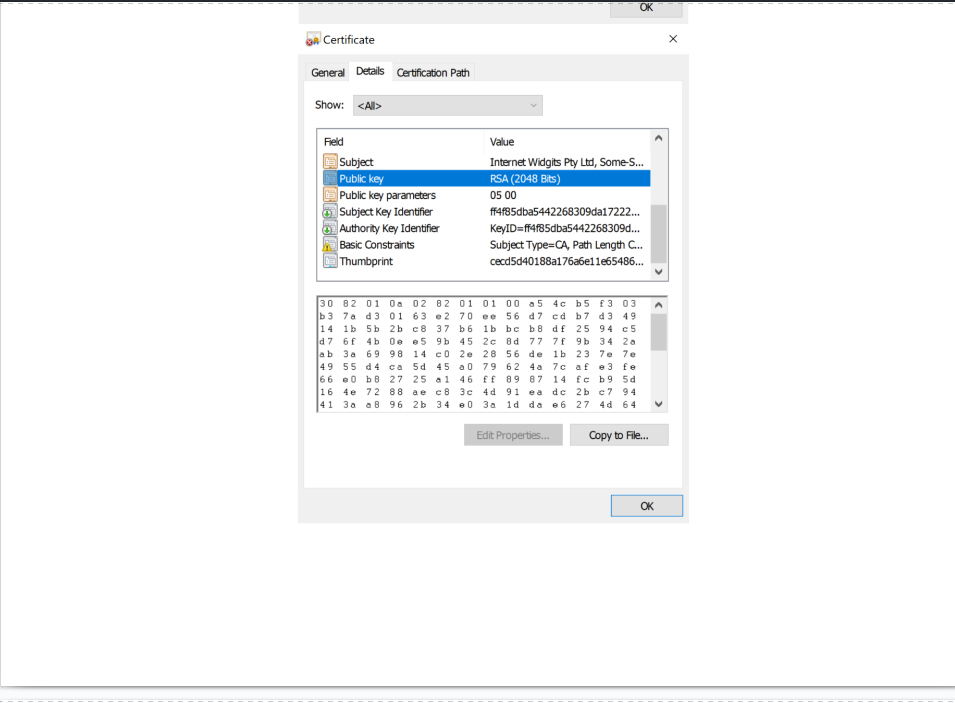 OK
Certificate
General Details Certification Path
Show: <All>
Field Value
Subject Internet Widgits Pty Ltd, Some-S...
Public key RSA (2048 Bits)
Public key parameters 05 00
Subject Key Identifier ff4f85dba5442268309da17222...
Authority Key Identifier KeyID=ff4f85dba5442268309d...
Basic Constraints Subject Type=CA, Path Length C...
Thumbprint cecd5d40188a176a6e11e65486...
30 82 01 0a 02 82 01 01 00 a5 4c b5 f3 03
b3 7a d3 01 63 e2 70 ee 56 d7 cd b7 d3 49
14 1b 5b 2b c8 37 b6 1b bc b8 df 25 94 c5
d7 6f 4b 0e e5 9b 45 2c 8d 77 7f 9b 34 2a
ab 3a 69 98 14 c0 2e 28 56 de 1b 23 7e 7e
49 55 d4 ca 5d 45 a0 79 62 4a 7c af e3 fe
66 e0 b8 27 25 a1 46 ff 89 87 14 fc b9 5d
16 4e 72 88 ae c8 3c 4d 91 ea dc 2b c7 94
41 3a a8 96 2b 34 e0 3a 1d da e6 27 4d 64
Edit Properties... Copy to File...
OK